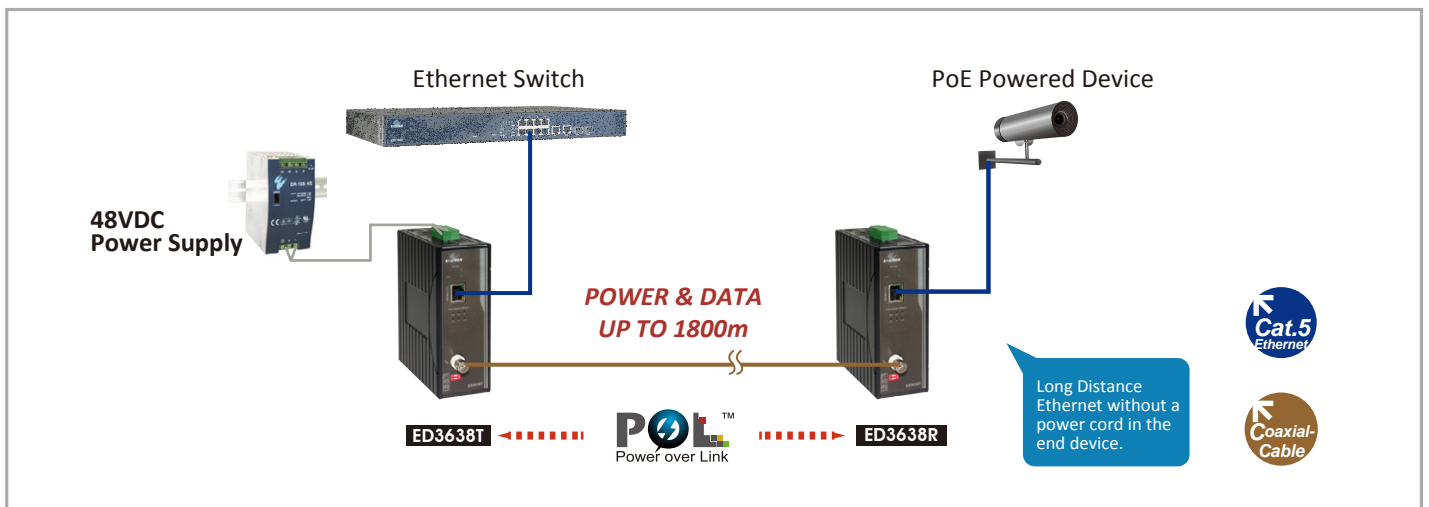 Ethernet Switch
PoE Powered Device
48VDC
Power Supply
POWER & DATA
UP TO 1800m
Cat.5
Ethernet
Long Distance
Ethernet without a
power cord in the
end device.
Coaxial-
Cable
ED3638T
POL™
Power over Link
ED3638R